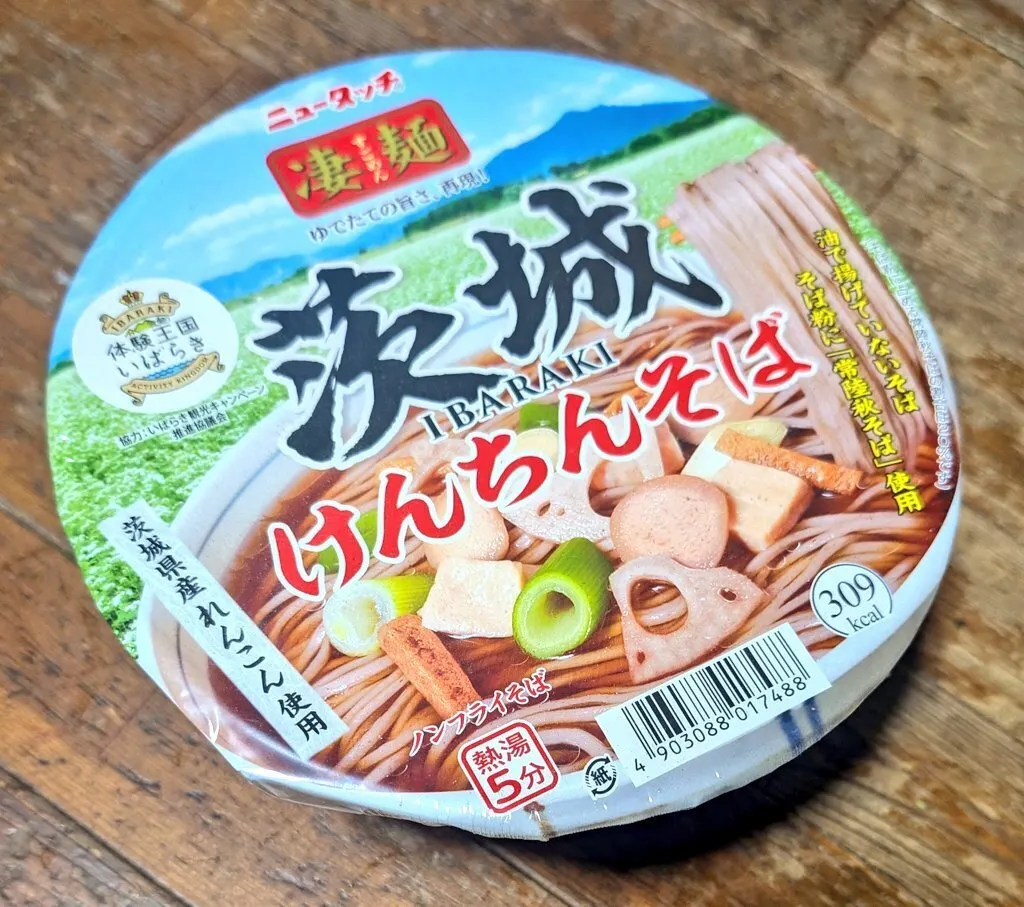 ニュータッチ
凄麺
すごめん
ゆでたての旨さ、再現!
茨城
IBARAKI
けんちんそば
油で揚げていないそば
そば粉に「常陸秋そば」使用
IBARAKI
体験王国
いばらき
ACTIVITY KINGDOM
協力:いばらき観光キャンペーン
推進協議会
茨城県産れんこん使用
309
kcal
ノンフライそば
熱湯
5分
紙
4 903088 017488